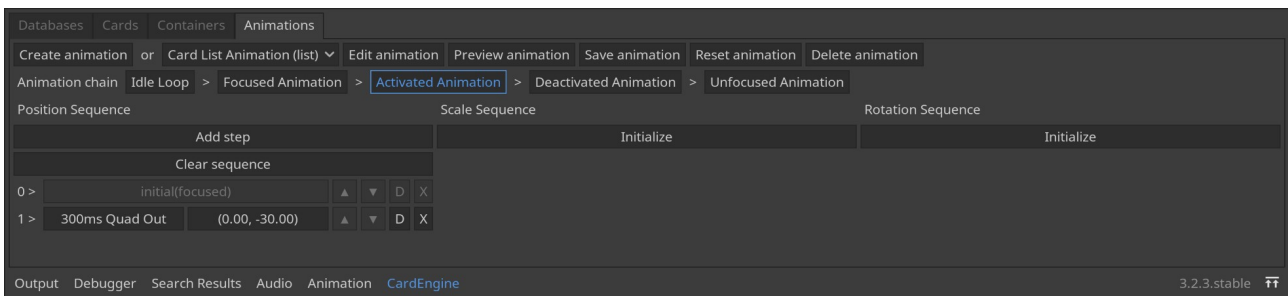 Databases Cards Containers Animations
Create animation or Card List Animation (list) Edit animation Preview animation Save animation Reset animation Delete animation
Animation chain Idle Loop > Focused Animation > Activated Animation > Deactivated Animation > Unfocused Animation
Position Sequence Scale Sequence Rotation Sequence
Add step Initialize Initialize
Clear sequence
0 > initial(focused) ▲ ▼ D X
1 > 300ms Quad Out (0.00, -30.00) ▲ ▼ D X
Output Debugger Search Results Audio Animation CardEngine 3.2.3.stable